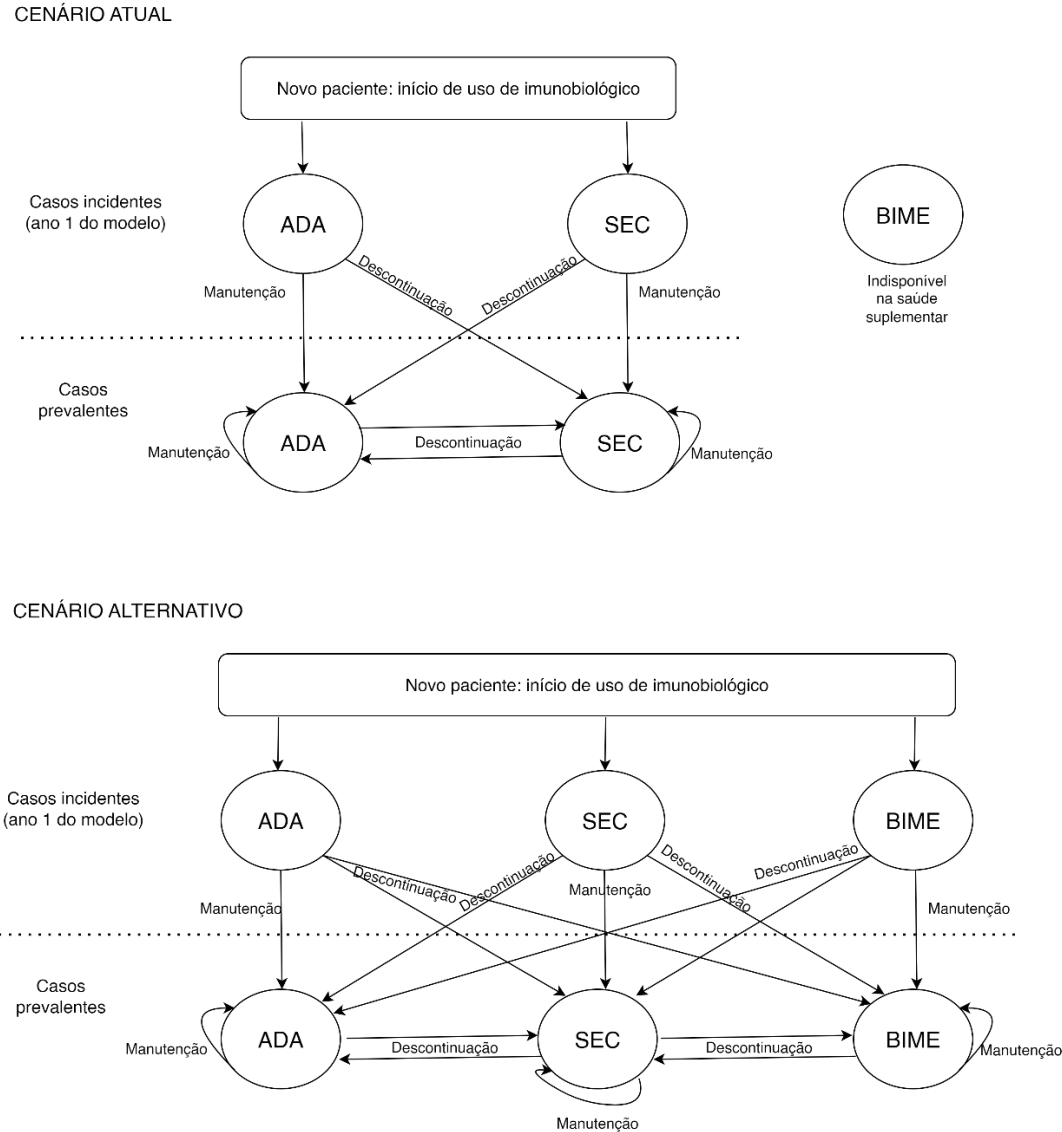 CENÁRIO ATUAL
Novo paciente: início de uso de imunobiológico
Casos incidentes
(ano 1 do modelo)
ADA
SEC
BIME
Indisponível
na saúde
suplementar
Manutenção
Descontinuação
Descontinuação
Manutenção
Casos
prevalentes
ADA
SEC
Manutenção
Descontinuação
Manutenção
CENÁRIO ALTERNATIVO
Novo paciente: início de uso de imunobiológico
Casos incidentes
(ano 1 do modelo)
ADA
SEC
BIME
Manutenção
Descontinuação
Descontinuação
Manutenção
Descontinuação
Descontinuação
Manutenção
Casos
prevalentes
ADA
SEC
BIME
Manutenção
Descontinuação
Descontinuação
Manutenção
Manutenção